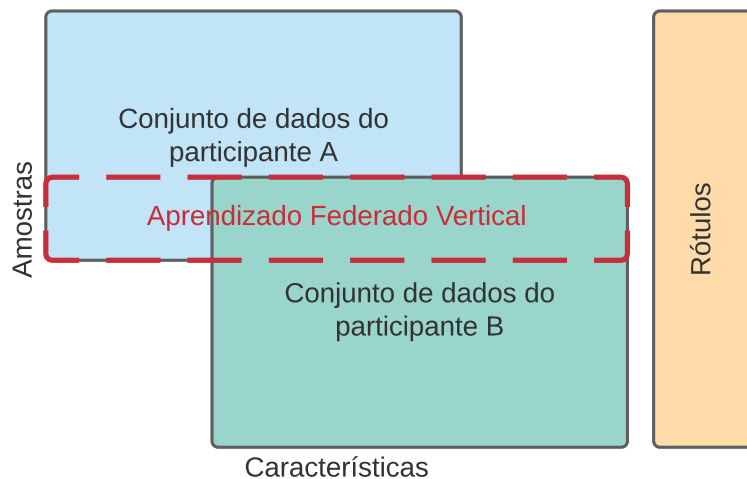 Conjunto de dados do
participante A
Amostras
Aprendizado Federado Vertical
Rótulos
Conjunto de dados do
participante B
Características